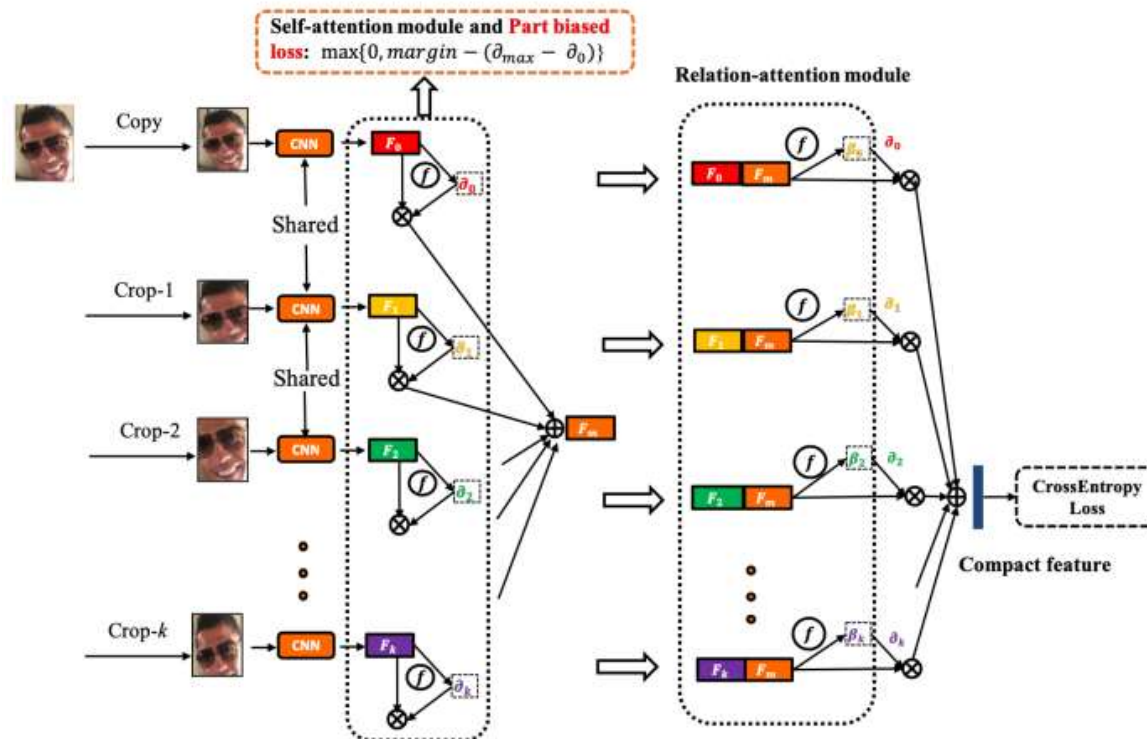 Self-attention module and Part biased
loss: max{0, margin − (∂max − ∂0)}
Relation-attention module
Copy
CNN
F0
f
∂0
F0 Fm
f
β0
∂0
Shared
Crop-1
CNN
F1
f
∂1
F1 Fm
f
β1
∂1
Shared
Fm
Crop-2
CNN
F2
f
∂2
F2 Fm
f
β2
∂2
CrossEntropy
Loss
Compact feature
Crop-k
CNN
Fk
f
∂k
Fk Fm
f
βk
∂k